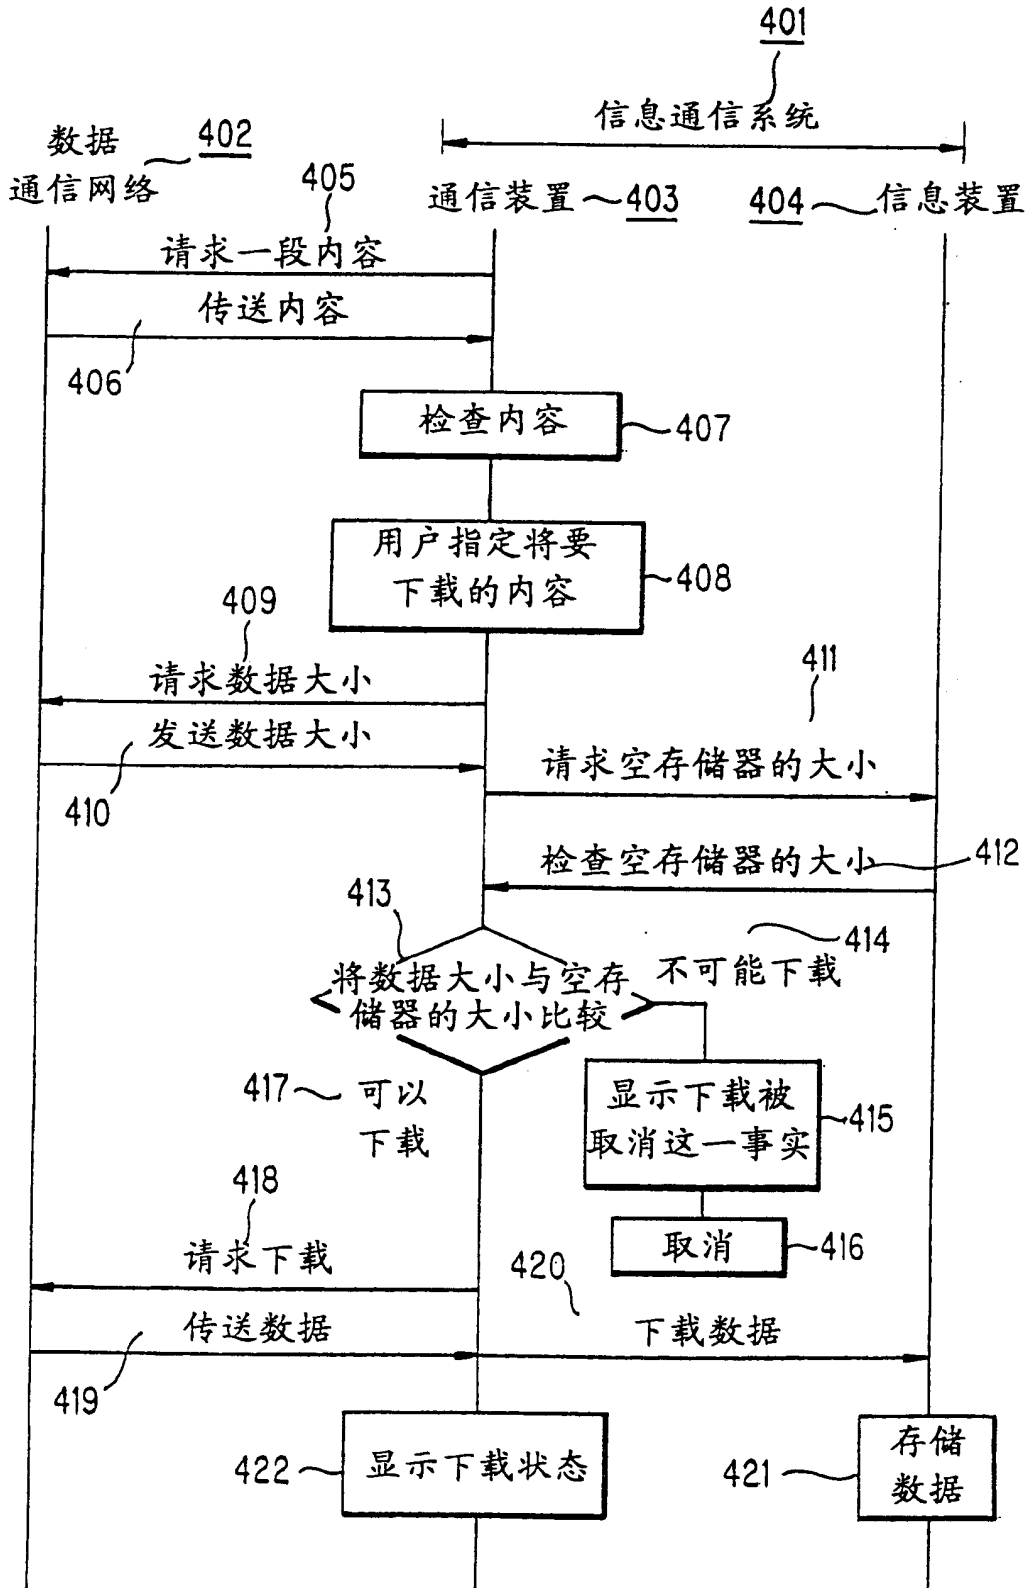 401
信息通信系统
数据
通信网络
402
通信装置
403
404
信息装置
405
请求一段内容
传送内容
406
检查内容
407
用户指定将要
下载的内容
408
409
请求数据大小
发送数据大小
410
411
请求空存储器的大小
检查空存储器的大小
412
413
将数据大小与空存
储器的大小比较
414
不可能下载
417
可以
下载
显示下载被
取消这一事实
415
取消
416
418
请求下载
传送数据
419
420
下载数据
显示下载状态
422
存储
数据
421